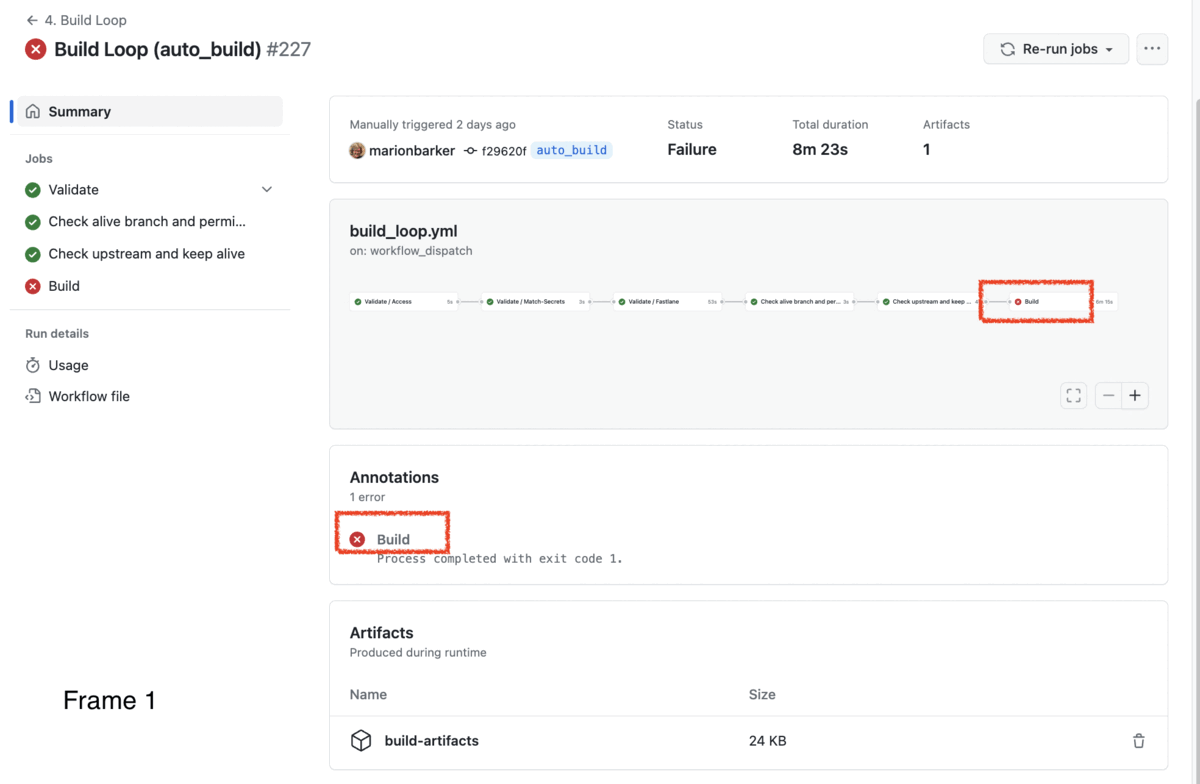 4. Build Loop
Build Loop (auto_build) #227
Re-run jobs
Summary
Jobs
Validate
Check alive branch and permi...
Check upstream and keep alive
Build
Run details
Usage
Workflow file
Manually triggered 2 days ago
marionbarker f29620f auto_build
Status
Failure
Total duration
8m 23s
Artifacts
1
build_loop.yml
on: workflow_dispatch
Validate / Access 5s
Validate / Match-Secrets 3s
Validate / Fastlane 53s
Check alive branch and per... 3s
Check upstream and keep ...
Build
Annotations
1 error
Build
Process completed with exit code 1.
Artifacts
Produced during runtime
Name Size
build-artifacts 24 KB
Frame 1